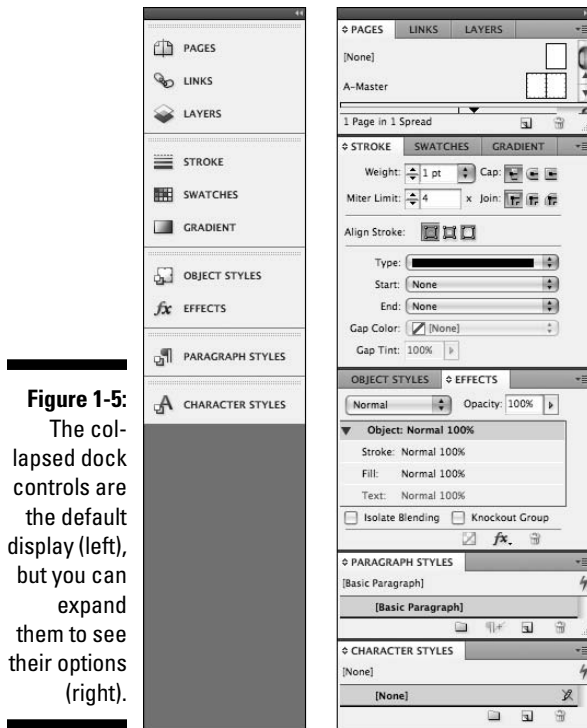 PAGES
LINKS
LAYERS
STROKE
SWATCHES
GRADIENT
OBJECT STYLES
fx EFFECTS
PARAGRAPH STYLES
A CHARACTER STYLES
PAGES LINKS LAYERS
[None]
A-Master
1 Page in 1 Spread
STROKE SWATCHES GRADIENT
Weight: 1 pt Cap:
Miter Limit: 4 x Join:
Align Stroke:
Type:
Start: None
End: None
Gap Color: [None]
Gap Tint: 100%
OBJECT STYLES EFFECTS
Normal Opacity: 100%
Object: Normal 100%
Stroke: Normal 100%
Fill: Normal 100%
Text: Normal 100%
Isolate Blending Knockout Group
fx.
PARAGRAPH STYLES
[Basic Paragraph]
[Basic Paragraph]
CHARACTER STYLES
[None]
[None]
Figure 1-5:
The col-
lapsed dock
controls are
the default
display (left),
but you can
expand
them to see
their options
(right).